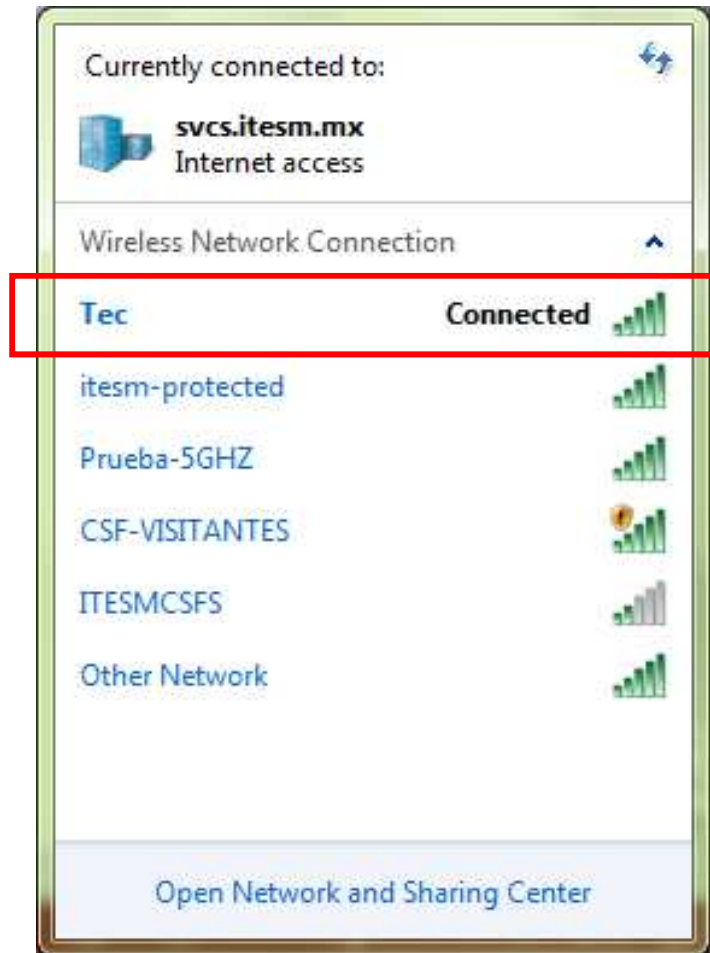 Currently connected to:
svcs.itesm.mx
Internet access
Wireless Network Connection
Tec Connected
itesm-protected
Prueba-5GHZ
CSF-VISITANTES
ITESMCSFS
Other Network
Open Network and Sharing Center